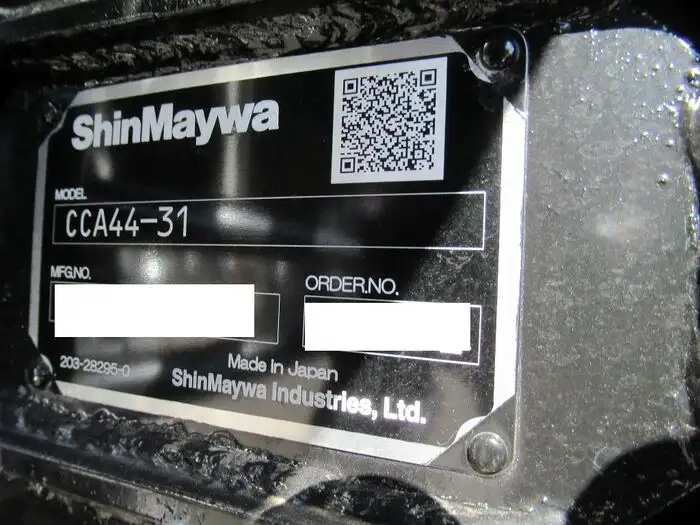 ShinMaywa
MODEL
CCA44-31
MFG.NO.
ORDER.NO.
203-28295-0
Made in Japan
ShinMaywa Industries, Ltd.